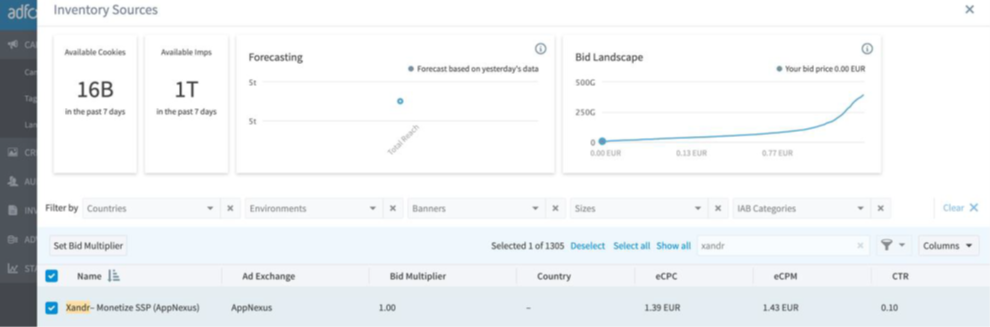 adfc
Inventory Sources
Available Cookies
16B
in the past 7 days
Available Imps
1T
in the past 7 days
Forecasting
Forecast based on yesterday's data
5t
5t
Total Reach
Bid Landscape
Your bid price 0.00 EUR
500G
250G
0
0.00 EUR 0.13 EUR 0.77 EUR
CA
Can
Tag
Lan
CR
AU
INV
AD
STA
Filter by Countries Environments Banners Sizes IAB Categories Clear
Set Bid Multiplier Selected 1 of 1305 Deselect Select all Show all xandr Columns
Name Ad Exchange Bid Multiplier Country eCPC eCPM CTR
Xandr– Monetize SSP (AppNexus) AppNexus 1.00 – 1.39 EUR 1.43 EUR 0.10